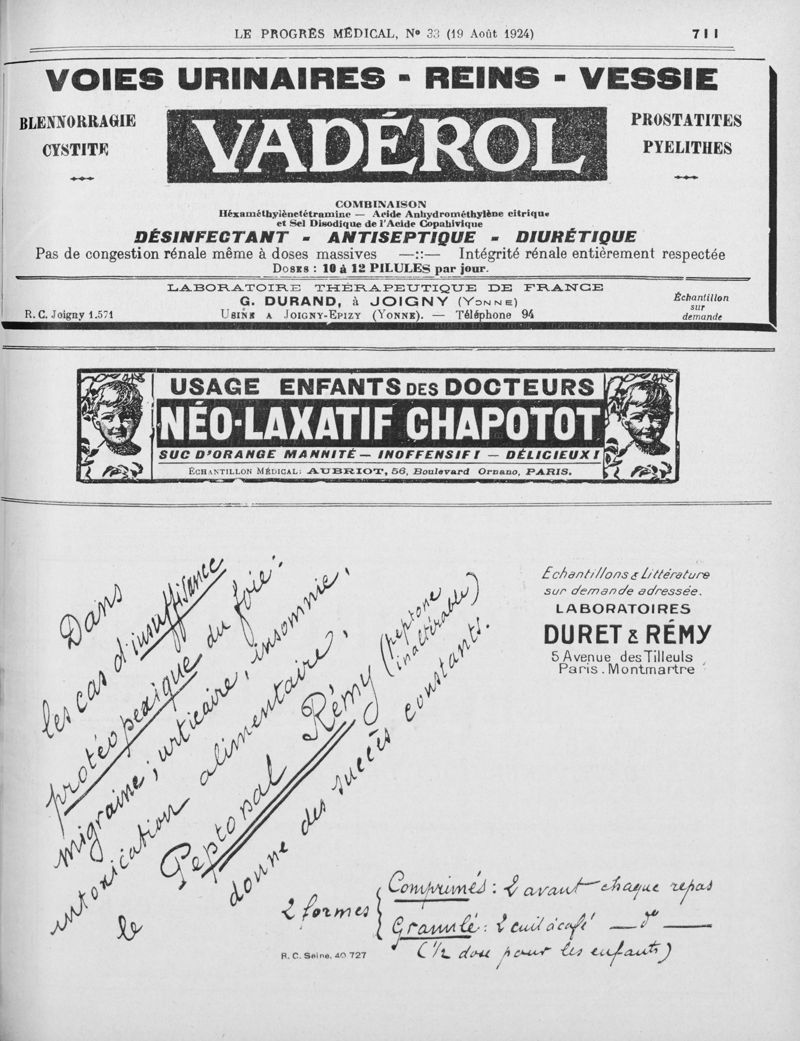 LE PROGRÈS MÉDICAL, Nº 33 (19 Août 1924) 711
VOIES URINAIRES - REINS - VESSIE
BLENNORRAGIE
CYSTITE
VADÉROL
PROSTATITES
PYELITHES
COMBINAISON
Héxaméthylènetétramine — Acide Anhydrométhylène citrique
et Sel Disodique de l'Acide Copahivique
DÉSINFECTANT - ANTISEPTIQUE - DIURÉTIQUE
Pas de congestion rénale même à doses massives —::— Intégrité rénale entièrement respectée
DOSES : 10 à 12 PILULES par jour.
LABORATOIRE THÉRAPEUTIQUE DE FRANCE
G. DURAND, à JOIGNY (YONNE)
R. C. Joigny 1.571
USINE A JOIGNY-EPIZY (YONNE). — Téléphone 94
Échantillon
sur
demande
USAGE ENFANTS DES DOCTEURS
NÉO-LAXATIF CHAPOTOT
SUC D'ORANGE MANNITÉ — INOFFENSIF ! — DÉLICIEUX !
ÉCHANTILLON MÉDICAL: AUBRIOT, 56, Boulevard Ornano, PARIS.
Dans
les cas d'insuffisance
protéopexique du foie :
migraine ; urticaire, insomnie,
intoxication alimentaire,
le Peptonal Rémy (peptone
inaltérable)
donne des succès constants.
Echantillons & Littérature
sur demande adressée.
LABORATOIRES
DURET & RÉMY
5 Avenue des Tilleuls
Paris. Montmartre
2 formes
Comprimés : 2 avant chaque repas
Granulé : 2 cuil à café — do —
(1/2 dose pour les enfants)
R. C. Seine, 40 727